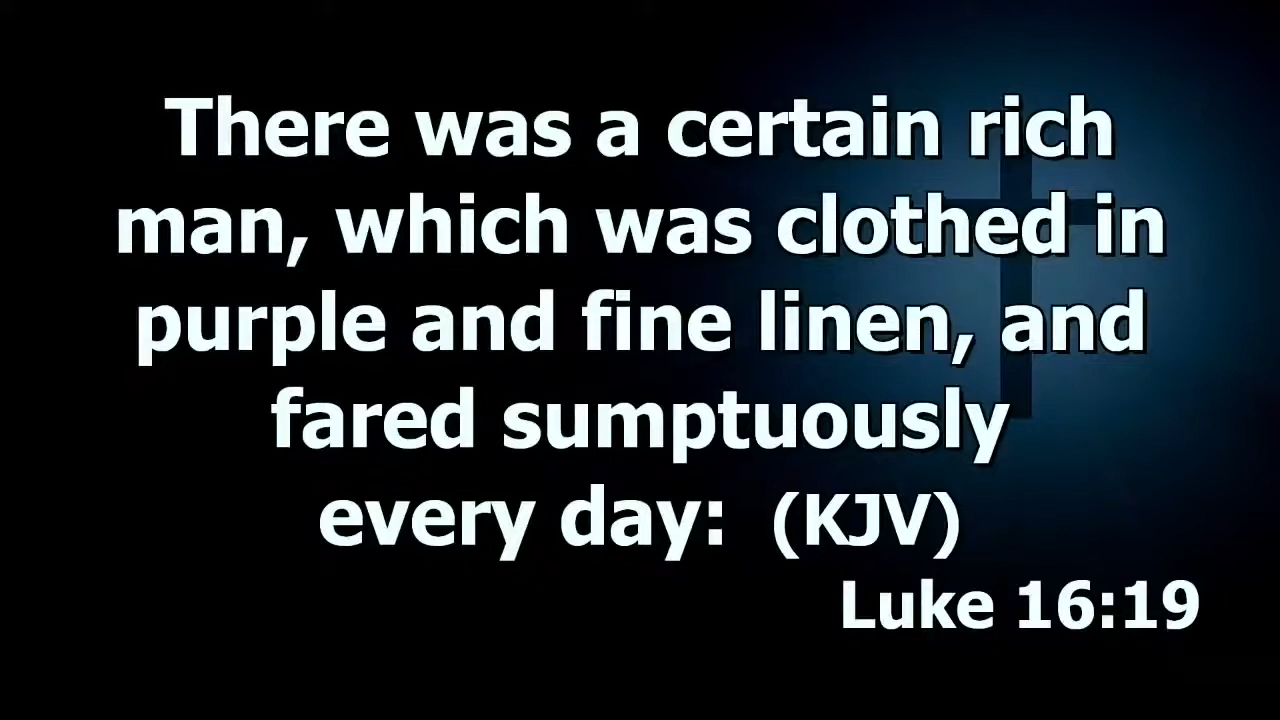 There was a certain rich
man, which was clothed in
purple and fine linen, and
fared sumptuously
every day: (KJV)
Luke 16:19